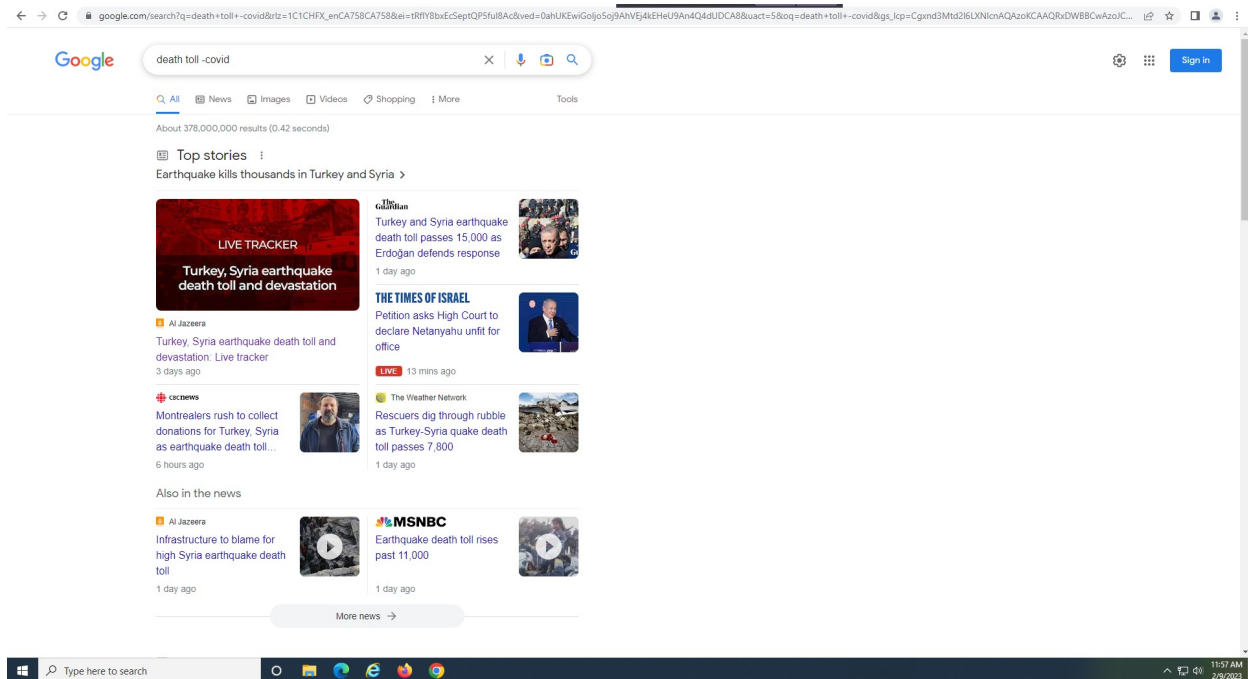 google.com/search?q=death+toll+-covid&rlz=1C1CHFX_enCA758CA758&ei=tRflY8bxEcSeptQP5ful8Ac&ved=0ahUKEwiGoljo5oj9AhVEj4kEHeU9An4Q4dUDCA8&uact=5&oq=death+toll+-covid&gs_lcp=Cgxnd3Mtd2l6LXNlcnAQAzoKCAAQRxDWBBCwAzoJC...
Google
death toll -covid
Sign in
All News Images Videos Shopping More Tools
About 378,000,000 results (0.42 seconds)
Top stories
Earthquake kills thousands in Turkey and Syria
LIVE TRACKER
Turkey, Syria earthquake
death toll and devastation
Al Jazeera
Turkey, Syria earthquake death toll and
devastation: Live tracker
3 days ago
The Guardian
Turkey and Syria earthquake
death toll passes 15,000 as
Erdoğan defends response
1 day ago
THE TIMES OF ISRAEL
Petition asks High Court to
declare Netanyahu unfit for
office
LIVE 13 mins ago
CBCNEWS
Montrealers rush to collect
donations for Turkey, Syria
as earthquake death toll...
6 hours ago
The Weather Network
Rescuers dig through rubble
as Turkey-Syria quake death
toll passes 7,800
1 day ago
Also in the news
Al Jazeera
Infrastructure to blame for
high Syria earthquake death
toll
1 day ago
MSNBC
Earthquake death toll rises
past 11,000
1 day ago
More news
Type here to search
11:57 AM
2/9/2023